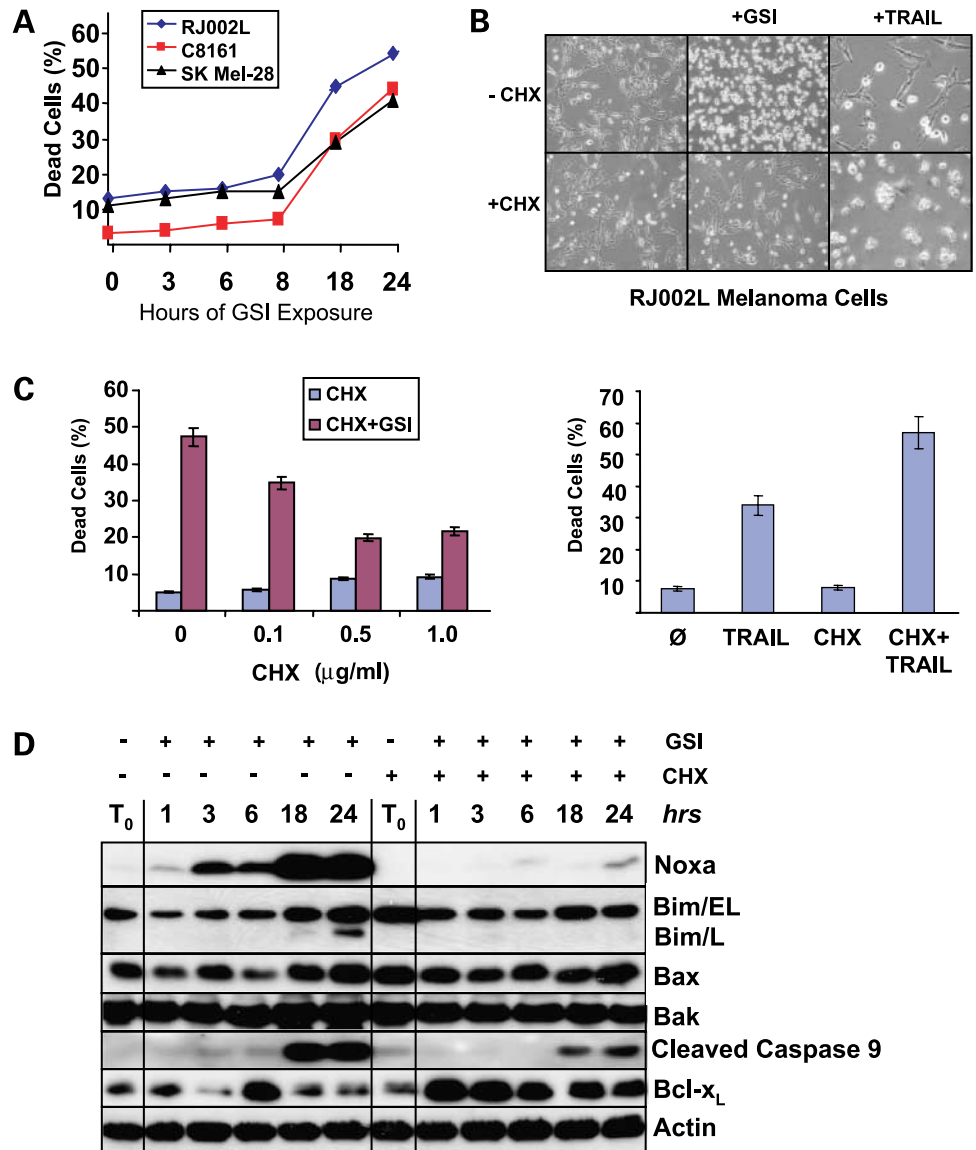 A
RJ002L
C8161
SK Mel-28
Dead Cells (%)
60
50
40
30
20
10
0 3 6 8 18 24
Hours of GSI Exposure
B
+GSI +TRAIL
- CHX
+CHX
RJ002L Melanoma Cells
C
CHX
CHX+GSI
Dead Cells (%)
60
50
40
30
20
10
0 0.1 0.5 1.0
CHX (μg/ml)
Dead Cells (%)
70
60
50
40
30
20
10
Ø TRAIL CHX CHX+
TRAIL
D
- + + + + + - + + + + + GSI
- - - - - - + + + + + + CHX
T0 1 3 6 18 24 T0 1 3 6 18 24 hrs
Noxa
Bim/EL
Bim/L
Bax
Bak
Cleaved Caspase 9
Bcl-xL
Actin